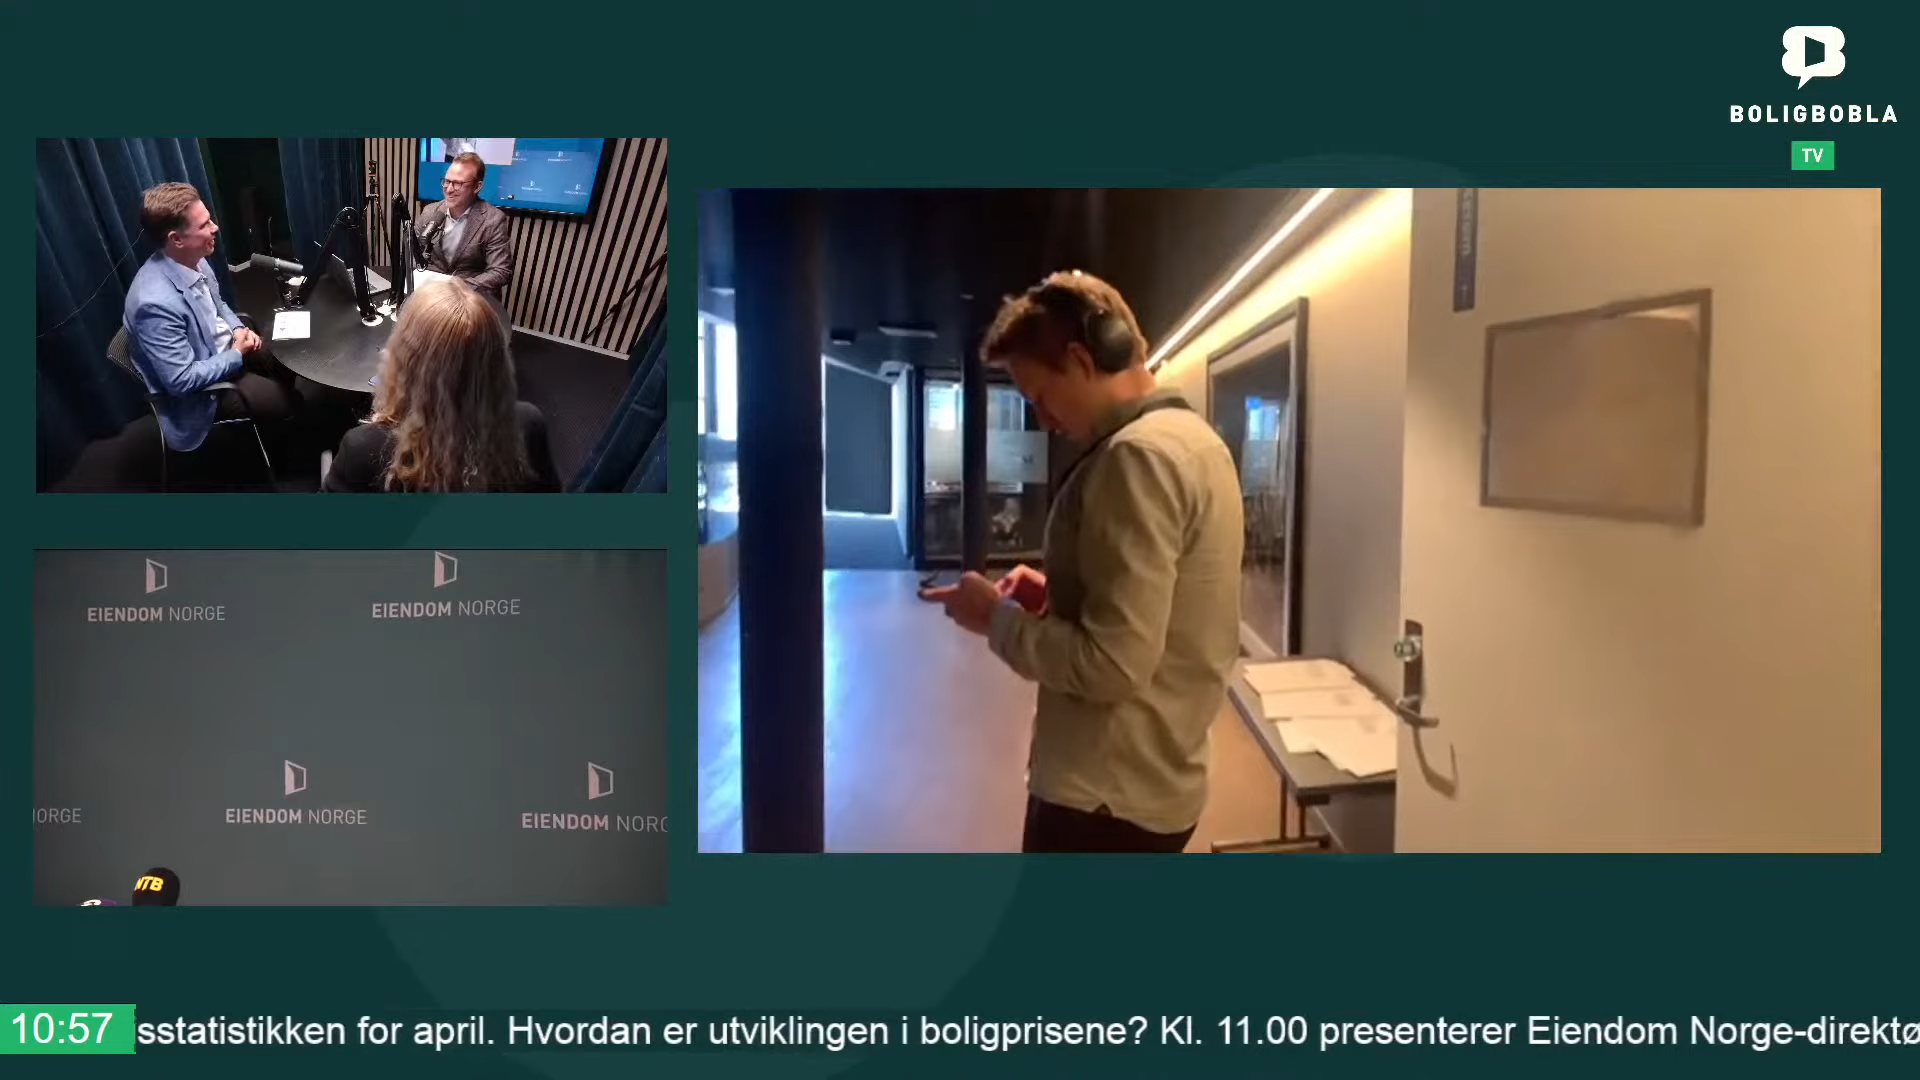 BOLIGBOBLA
TV
EIENDOM NORGE
EIENDOM NORGE
EIENDOM NORGE
EIENDOM NORG
NTB
10:57
sstatistikken for april. Hvordan er utviklingen i boligprisene? Kl. 11.00 presenterer Eiendom Norge-direktø